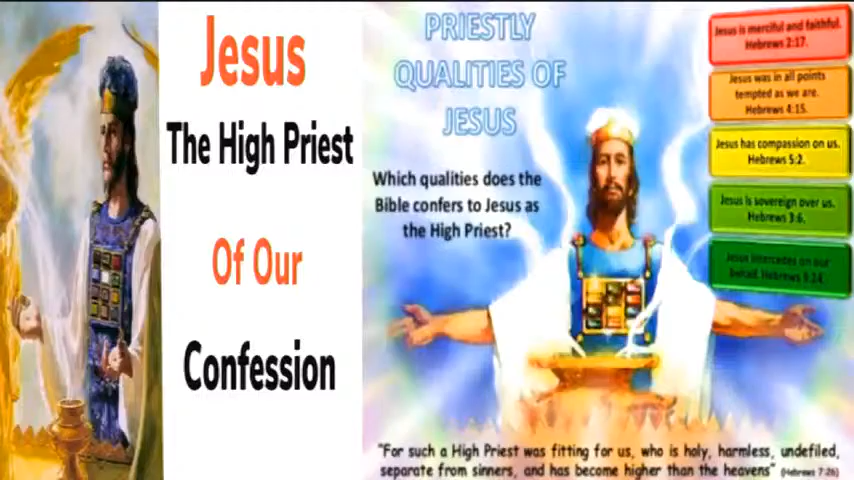 Jesus
The High Priest
Of Our
Confession
PRIESTLY
QUALITIES OF
JESUS
Which qualities does the
Bible confers to Jesus as
the High Priest?
Jesus is merciful and faithful.
Hebrews 2:17.
Jesus was in all points
tempted as we are.
Hebrews 4:15.
Jesus has compassion on us.
Hebrews 5:2.
Jesus is sovereign over us.
Hebrews 3:6.
Jesus intercedes on our
behalf. Hebrews 9:24.
"For such a High Priest was fitting for us, who is holy, harmless, undefiled,
separate from sinners, and has become higher than the heavens" (Hebrews 7:26)